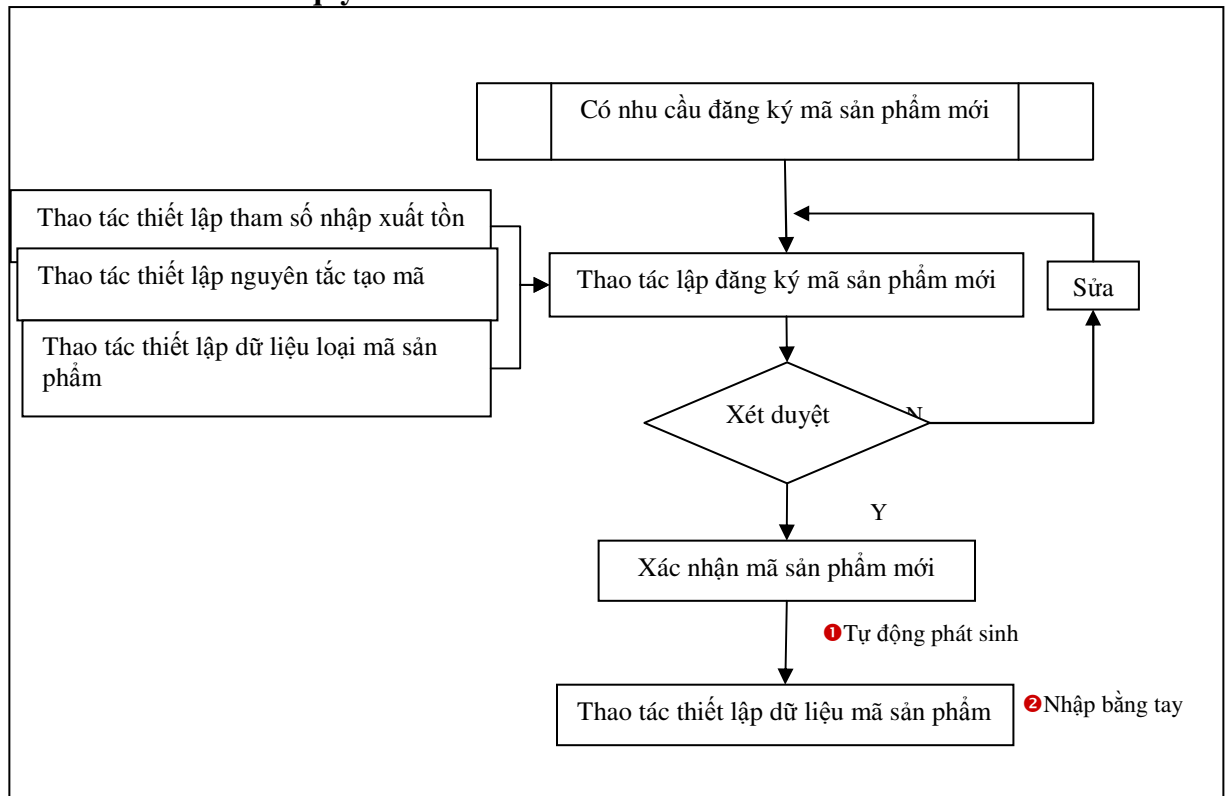 Có nhu cầu đăng ký mã sản phẩm mới
Thao tác thiết lập tham số nhập xuất tồn
Thao tác thiết lập nguyên tắc tạo mã
Thao tác thiết lập dữ liệu loại mã sản
phẩm
Thao tác lập đăng ký mã sản phẩm mới
Sửa
Xét duyệt
N
Y
Xác nhận mã sản phẩm mới
❶Tự động phát sinh
Thao tác thiết lập dữ liệu mã sản phẩm
❷Nhập bằng tay